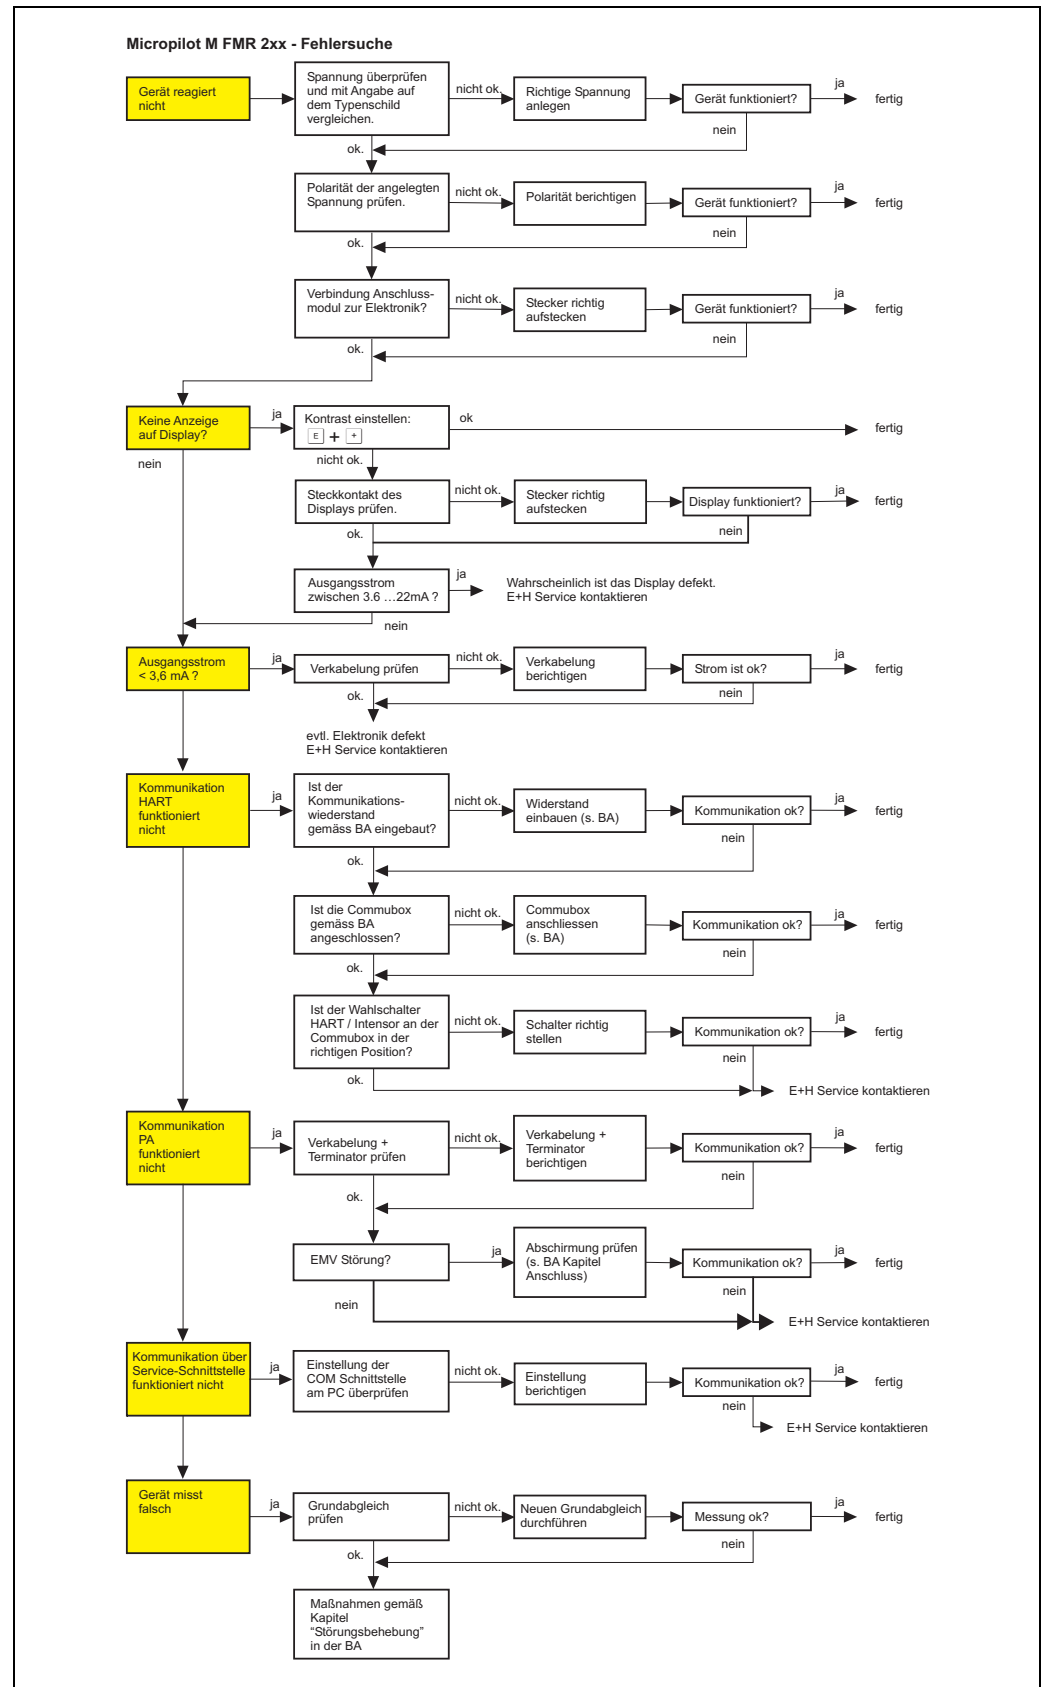 Micropilot M FMR 2xx - Fehlersuche
Gerät reagiert
nicht
Spannung überprüfen
und mit Angabe auf
dem Typenschild
vergleichen.
nicht ok.
Richtige Spannung
anlegen
Gerät funktioniert?
ja
fertig
nein
ok.
Polarität der angelegten
Spannung prüfen.
nicht ok.
Polarität berichtigen
Gerät funktioniert?
ja
fertig
nein
ok.
Verbindung Anschluss-
modul zur Elektronik?
nicht ok.
Stecker richtig
aufstecken
Gerät funktioniert?
ja
fertig
nein
ok.
Keine Anzeige
auf Display?
ja
Kontrast einstellen:
E + +
ok
fertig
nein
nicht ok.
Steckkontakt des
Displays prüfen.
nicht ok.
Stecker richtig
aufstecken
Display funktioniert?
ja
fertig
nein
ok.
Ausgangsstrom
zwischen 3.6 ...22mA ?
ja
Wahrscheinlich ist das Display defekt.
E+H Service kontaktieren
nein
Ausgangsstrom
< 3,6 mA ?
ja
Verkabelung prüfen
nicht ok.
Verkabelung
berichtigen
Strom ist ok?
ja
fertig
nein
ok.
evtl. Elektronik defekt
E+H Service kontaktieren
Kommunikation
HART
funktioniert
nicht
ja
Ist der
Kommunikations-
wiederstand
gemäss BA eingebaut?
nicht ok.
Widerstand
einbauen (s. BA)
Kommunikation ok?
ja
fertig
nein
ok.
Ist die Commubox
gemäss BA
angeschlossen?
nicht ok.
Commubox
anschliessen
(s. BA)
Kommunikation ok?
ja
fertig
nein
ok.
Ist der Wahlschalter
HART / Intensor an der
Commubox in der
richtigen Position?
nicht ok.
Schalter richtig
stellen
Kommunikation ok?
ja
fertig
nein
ok.
E+H Service kontaktieren
Kommunikation
PA
funktioniert
nicht
ja
Verkabelung +
Terminator prüfen
nicht ok.
Verkabelung +
Terminator
berichtigen
Kommunikation ok?
ja
fertig
nein
ok.
EMV Störung?
ja
Abschirmung prüfen
(s. BA Kapitel
Anschluss)
Kommunikation ok?
ja
fertig
nein
nein
E+H Service kontaktieren
Kommunikation über
Service-Schnittstelle
funktioniert nicht
ja
Einstellung der
COM Schnittstelle
am PC überprüfen
nicht ok.
Einstellung
berichtigen
Kommunikation ok?
ja
fertig
nein
E+H Service kontaktieren
Gerät misst
falsch
ja
Grundabgleich
prüfen
nicht ok.
Neuen Grundabgleich
durchführen
Messung ok?
ja
fertig
nein
ok.
Maßnahmen gemäß
Kapitel
“Störungsbehebung”
in der BA